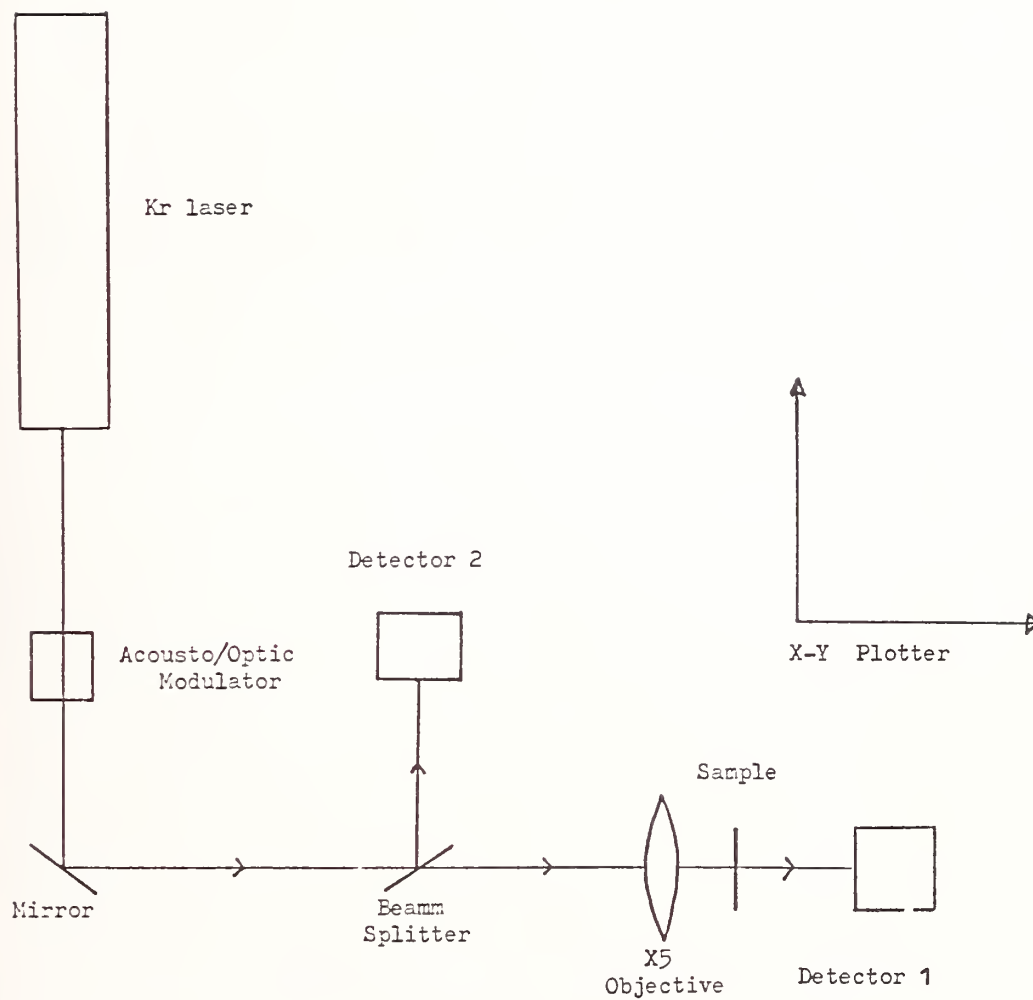 Kr laser
Detector 2
Acousto/Optic
Modulator
X-Y Plotter
Sample
Mirror
Beamm
Splitter
X5
Objective
Detector 1